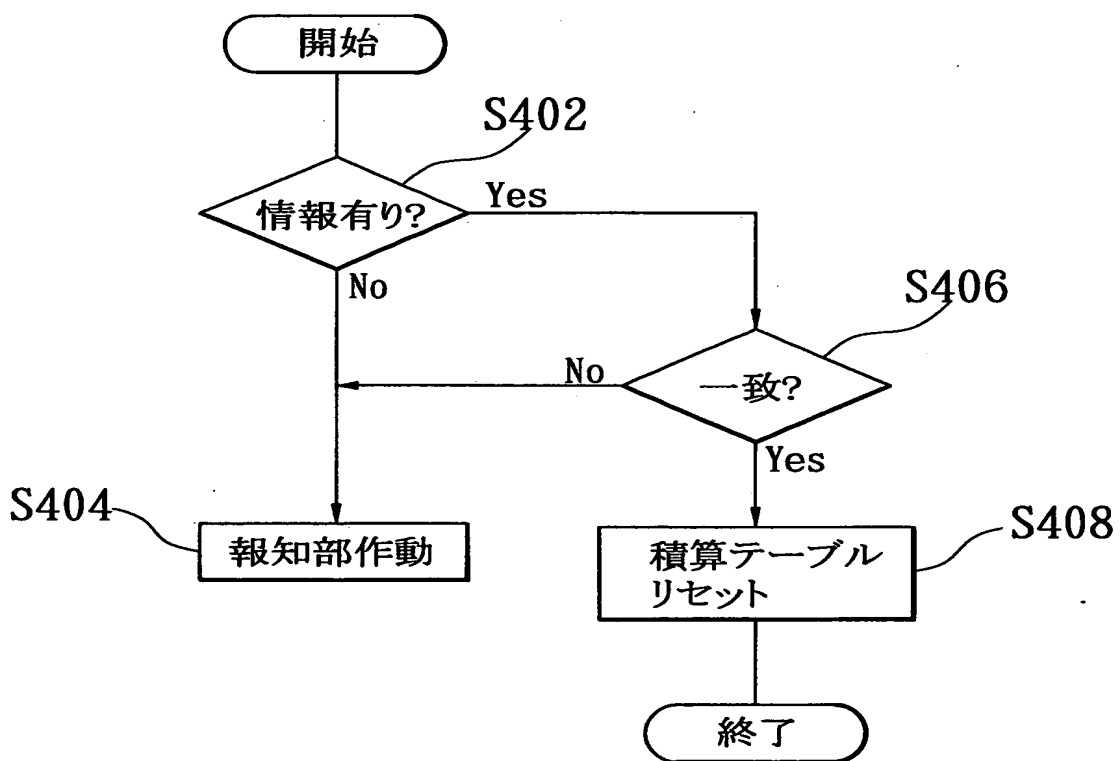 開始
S402
情報有り?
Yes
No
S406
一致?
No
Yes
S404
報知部作動
S408
積算テーブル
リセット
終了